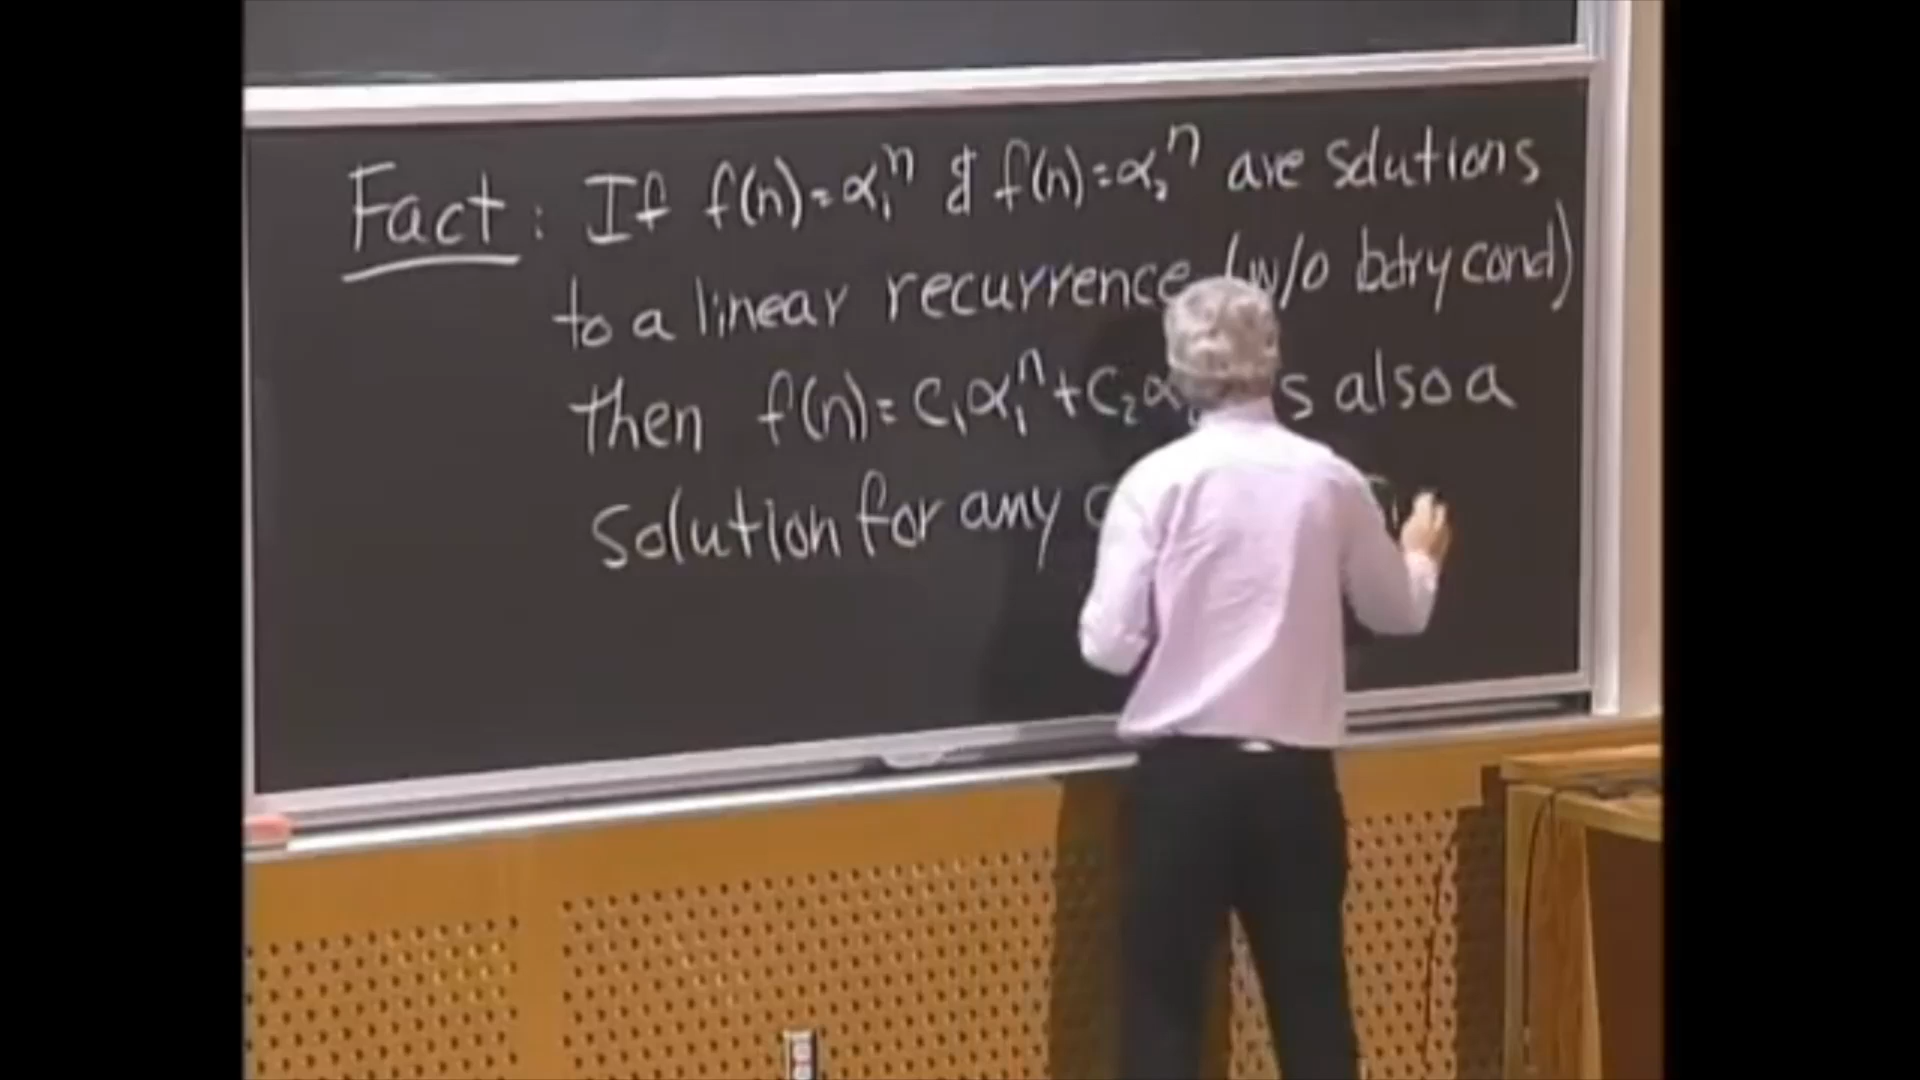 Fact: If f(n)=α₁ⁿ & f(n)=α₂ⁿ are solutions
to a linear recurrence (w/o bdry cond)
then f(n)=c₁α₁ⁿ+c₂α s also a
solution for any